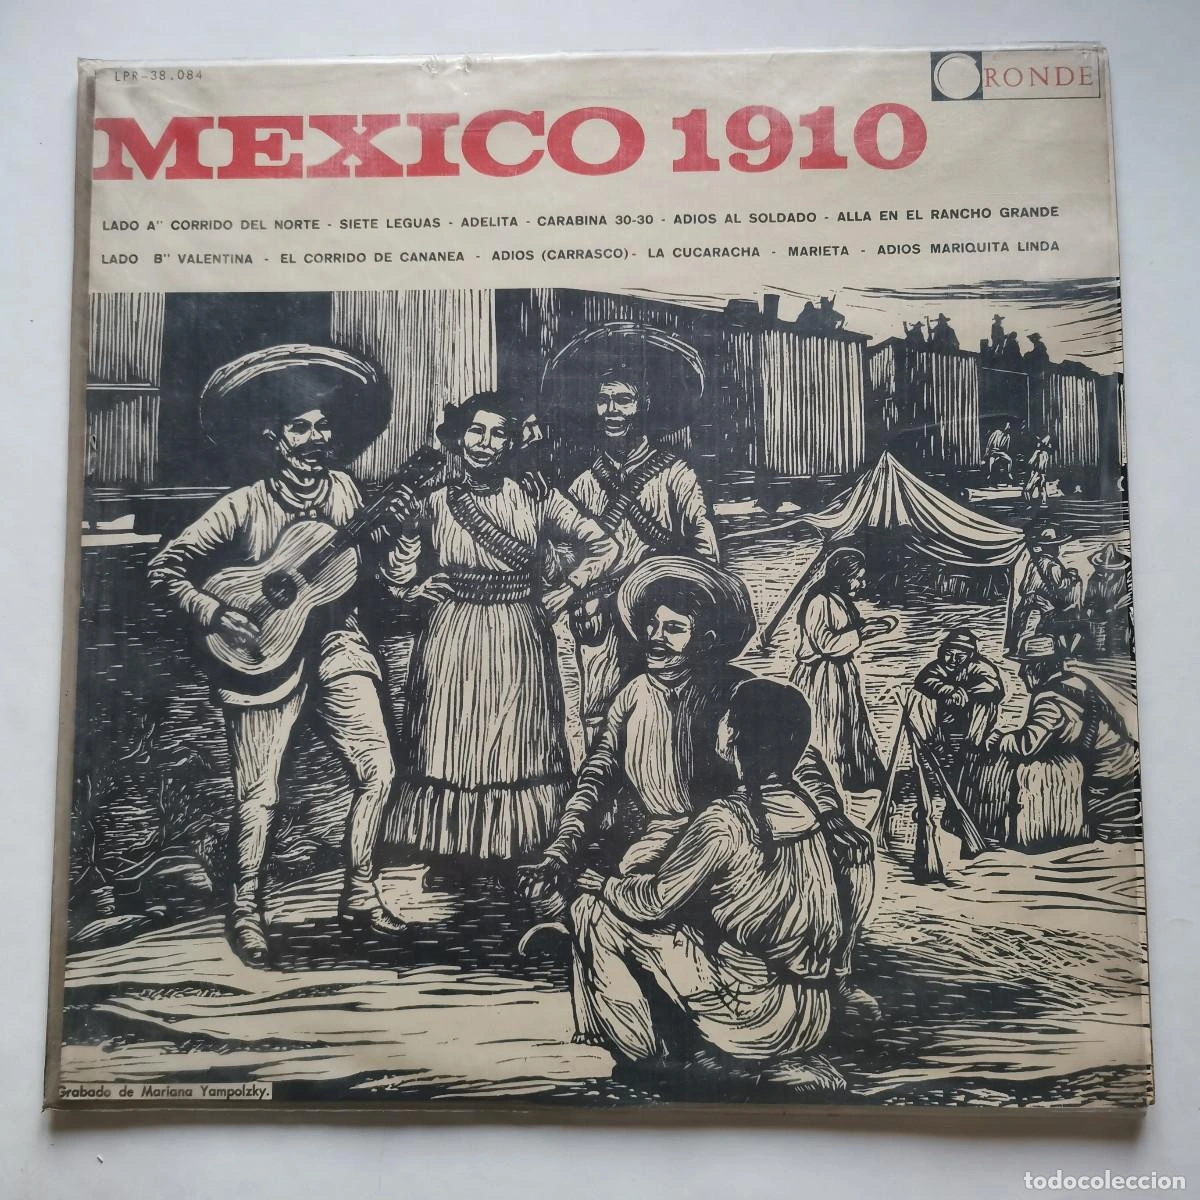 LPR-38.084
RONDE
MEXICO 1910
LADO A" CORRIDO DEL NORTE - SIETE LEGUAS - ADELITA - CARABINA 30-30 - ADIOS AL SOLDADO - ALLA EN EL RANCHO GRANDE
LADO B" VALENTINA - EL CORRIDO DE CANANEA - ADIOS (CARRASCO) - LA CUCARACHA - MARIETA - ADIOS MARIQUITA LINDA
Grabado de Mariana Yampolzky.
todocoleccion